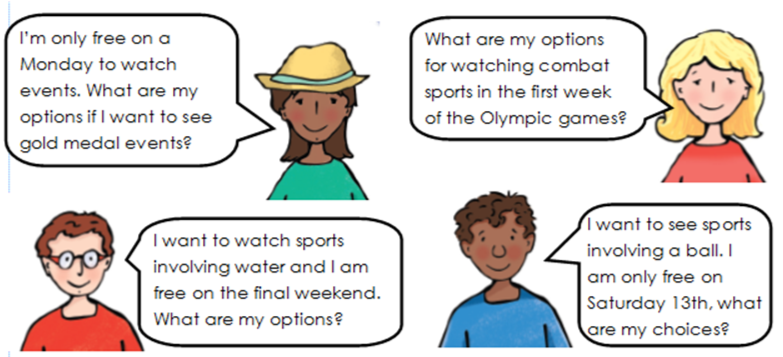 I'm only free on a
Monday to watch
events. What are my
options if I want to see
gold medal events?
What are my options
for watching combat
sports in the first week
of the Olympic games?
I want to watch sports
involving water and I am
free on the final weekend.
What are my options?
I want to see sports
involving a ball. I
am only free on
Saturday 13th, what
are my choices?